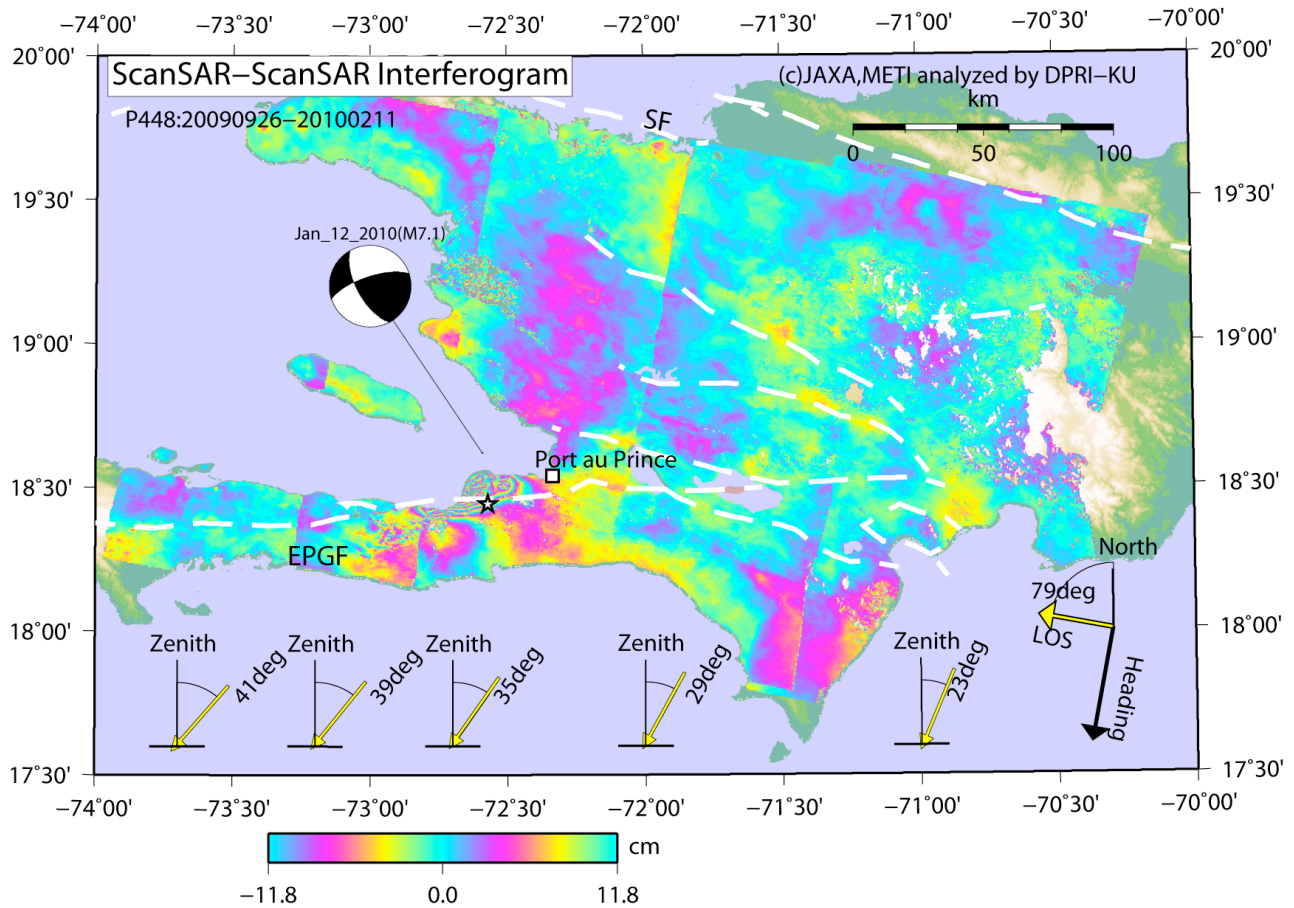 −74˚00' −73˚30' −73˚00' −72˚30' −72˚00' −71˚30' −71˚00' −70˚30' −70˚00'
20˚00' 20˚00'
ScanSAR−ScanSAR Interferogram
(c)JAXA,METI analyzed by DPRI−KU
km
P448:20090926−20100211
SF
0 50 100
19˚30' 19˚30'
Jan_12_2010(M7.1)
19˚00' 19˚00'
Port au Prince
18˚30' 18˚30'
EPGF
North
79deg
LOS
18˚00' 18˚00'
Zenith Zenith Zenith Zenith Zenith
41deg 39deg 35deg 29deg 23deg
Heading
17˚30' 17˚30'
−74˚00' −73˚30' −73˚00' −72˚30' −72˚00' −71˚30' −71˚00' −70˚30' −70˚00'
cm
−11.8 0.0 11.8